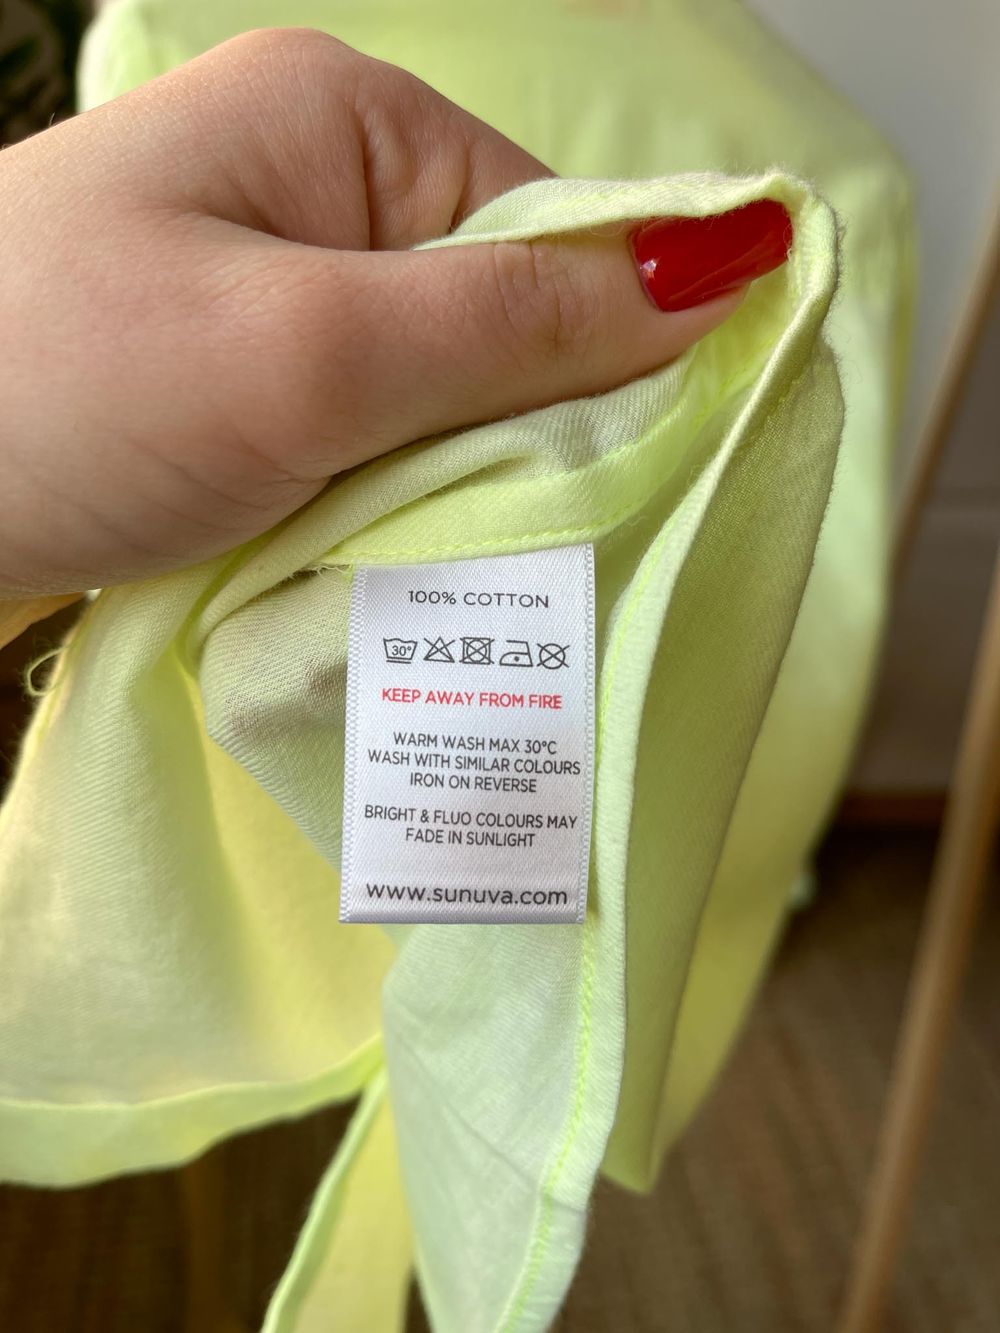 100% COTTON
30°
KEEP AWAY FROM FIRE
WARM WASH MAX 30°C
WASH WITH SIMILAR COLOURS
IRON ON REVERSE
BRIGHT & FLUO COLOURS MAY
FADE IN SUNLIGHT
www.sunuva.com